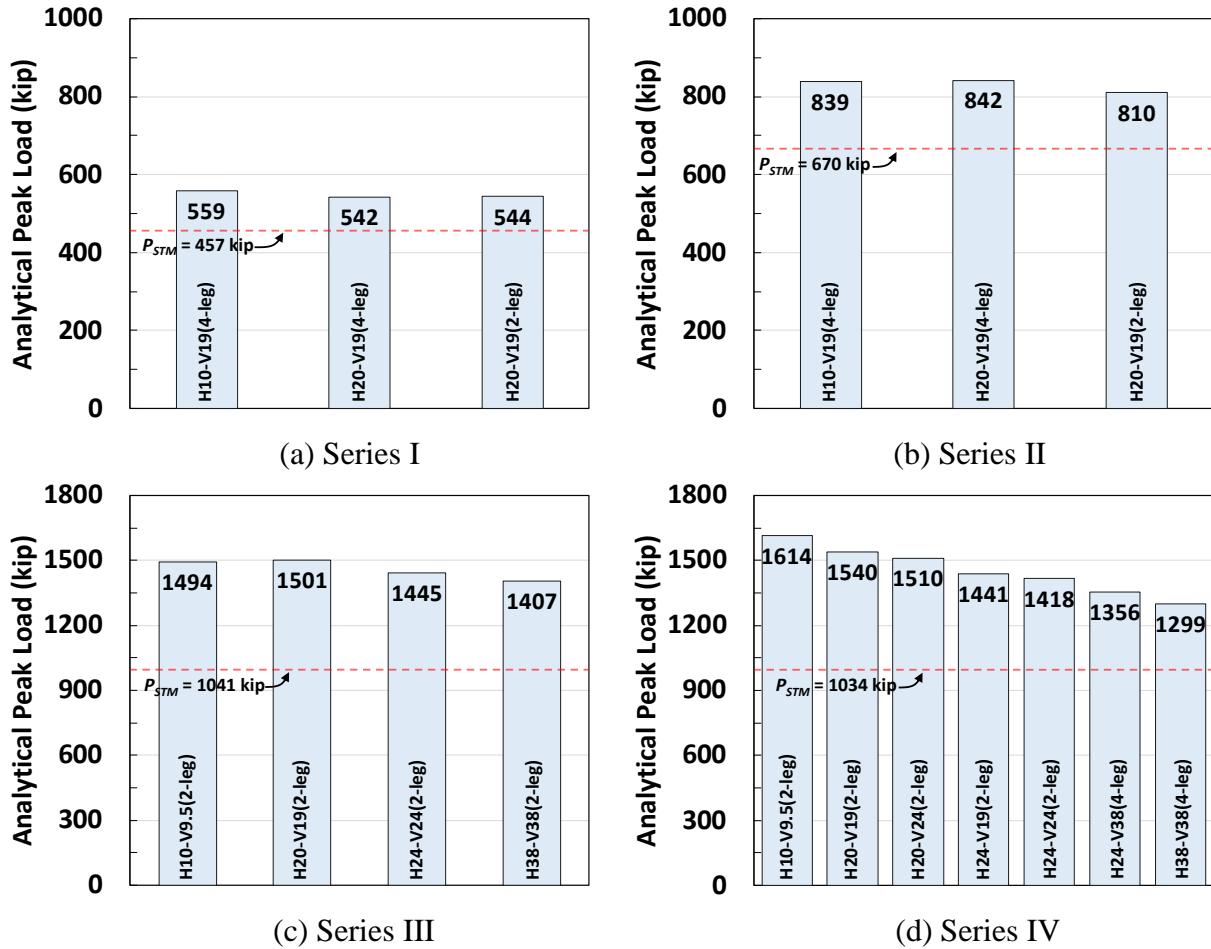 Analytical Peak Load (kip)
1000
800
600
400
200
0
559
542
544
P_STM = 457 kip
H10-V19(4-leg)
H20-V19(4-leg)
H20-V19(2-leg)
(a) Series I
Analytical Peak Load (kip)
1000
800
600
400
200
0
839
842
810
P_STM = 670 kip
H10-V19(4-leg)
H20-V19(4-leg)
H20-V19(2-leg)
(b) Series II
Analytical Peak Load (kip)
1800
1500
1200
900
600
300
0
1494
1501
1445
1407
P_STM = 1041 kip
H10-V9.5(2-leg)
H20-V19(2-leg)
H24-V24(2-leg)
H38-V38(2-leg)
(c) Series III
Analytical Peak Load (kip)
1800
1500
1200
900
600
300
0
1614
1540
1510
1441
1418
1356
1299
P_STM = 1034 kip
H10-V9.5(2-leg)
H20-V19(2-leg)
H20-V24(2-leg)
H24-V19(2-leg)
H24-V24(2-leg)
H24-V38(4-leg)
H38-V38(4-leg)
(d) Series IV